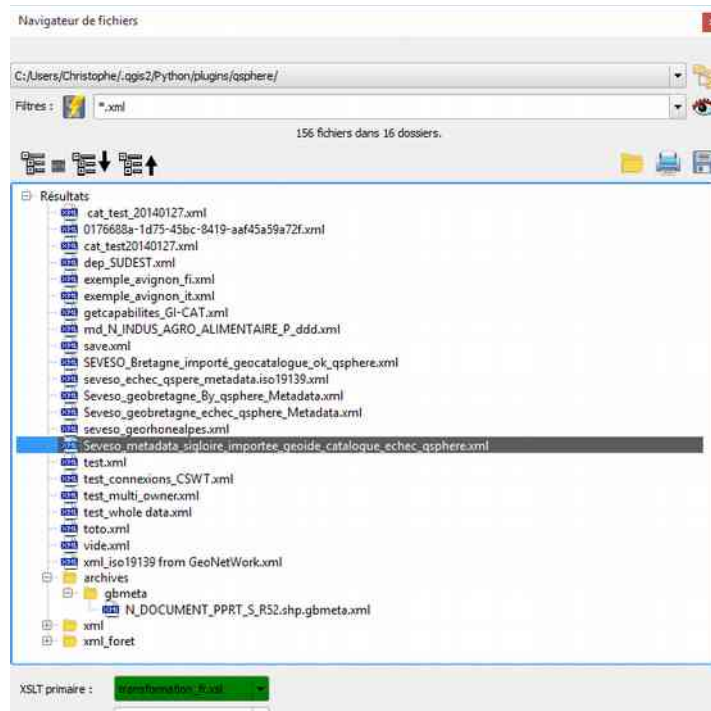 Navigateur de fichiers
C:/Users/Christophe/.qgis2/Python/plugins/qsphere/
Filtres : *.xml
156 fichiers dans 16 dossiers.
Résultats
cat_test_20140127.xml
0176688a-1d75-45bc-8419-aaf45a59a72f.xml
cat_test20140127.xml
dep_SUDEST.xml
exemple_avignon_fi.xml
exemple_avignon_it.xml
getcapabilites_GI-CAT.xml
md_N_INDUS_AGRO_ALIMENTAIRE_P_ddd.xml
save.xml
SEVESO_Bretagne_importé_geocatalogue_ok_qsphere.xml
seveso_echec_qspere_metadata.iso19139.xml
Seveso_geobretagne_By_qsphere_Metadata.xml
Seveso_geobretagne_echec_qsphere_Metadata.xml
seveso_georhonealpes.xml
Seveso_metadata_sigloire_importee_geoide_catalogue_echec_qsphere.xml
test.xml
test_connexions_CSWT.xml
test_multi_owner.xml
test_whole data.xml
toto.xml
vide.xml
xml_iso19139 from GeoNetWork.xml
archives
gbmeta
N_DOCUMENT_PPRT_S_R52.shp.gbmeta.xml
xml
xml_foret
XSLT primaire : transformation_fr.xsl